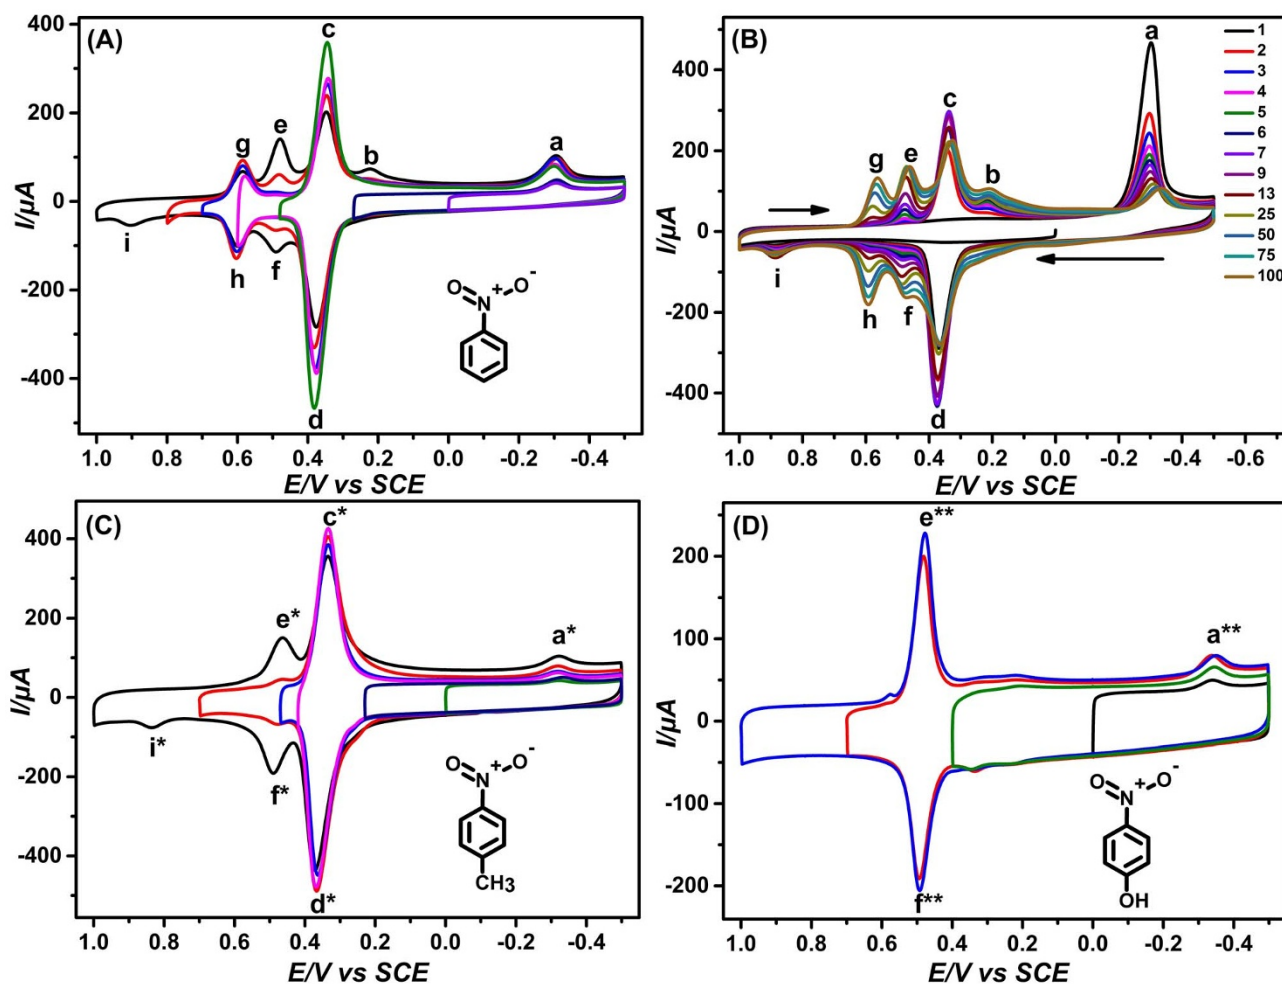 (A)
400
200
0
-200
-400
I/µA
c
g
e
b
a
i
h
f
d
O
N
+
O
-
1.0 0.8 0.6 0.4 0.2 0.0 -0.2 -0.4
E/V vs SCE
(B)
400
200
0
-200
-400
I/µA
a
c
g
e
b
i
h
f
d
1
2
3
4
5
6
7
9
13
25
50
75
100
1.0 0.8 0.6 0.4 0.2 0.0 -0.2 -0.4 -0.6
E/V vs SCE
(C)
400
200
0
-200
-400
I/µA
c*
e*
a*
i*
f*
d*
O
N
+
O
-
CH3
1.0 0.8 0.6 0.4 0.2 0.0 -0.2 -0.4
E/V vs SCE
(D)
200
100
0
-100
-200
I/µA
e**
a**
f**
O
N
+
O
-
OH
1.0 0.8 0.6 0.4 0.2 0.0 -0.2 -0.4
E/V vs SCE